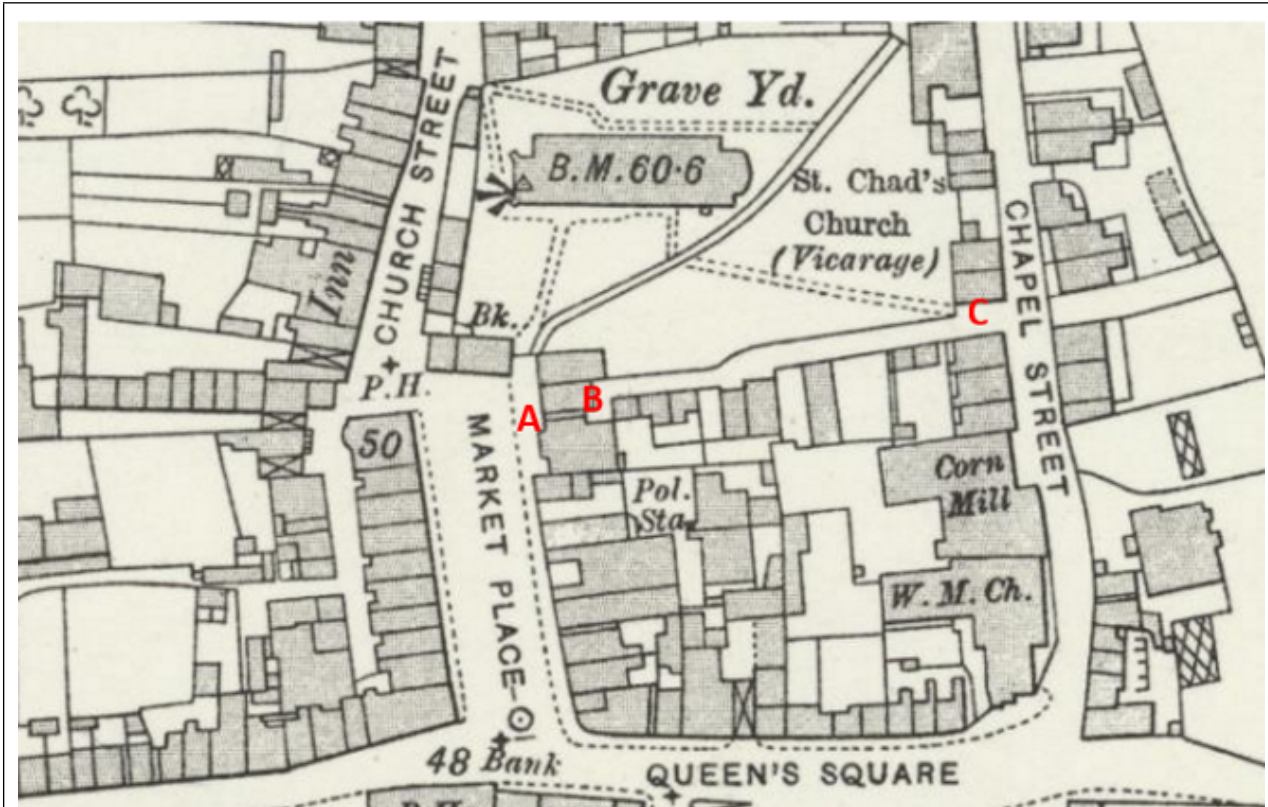 Grave Yd.
B.M. 60·6
St. Chad's
Church
(Vicarage)
CHURCH STREET
Inn
CHAPEL STREET
Bk.
C
P.H.
B
A
MARKET PLACE
50
Corn
Mill
Pol.
Sta.
W. M. Ch.
48 Bank
QUEEN'S SQUARE